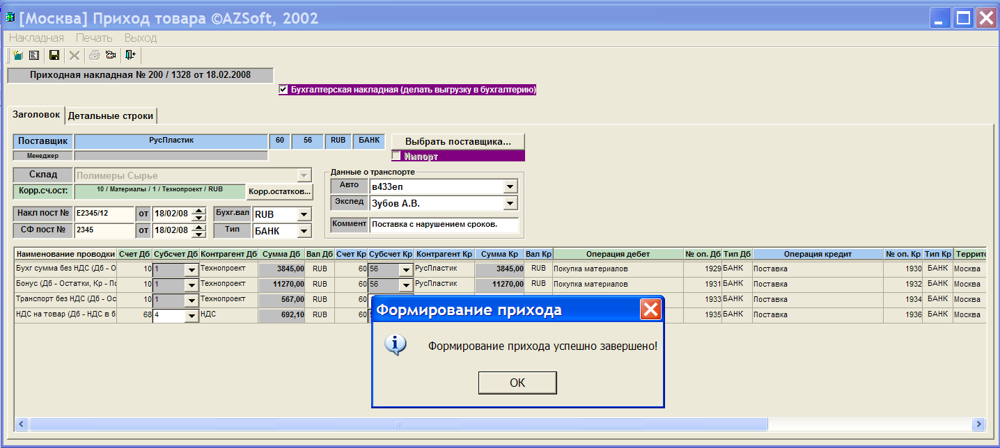 [Москва] Приход товара ©AZSoft, 2002
Накладная Печать Выход
Приходная накладная № 200 / 1328 от 18.02.2008
Бухгалтерская накладная (делать выгрузку в бухгалтерию)
Заголовок Детальные строки
Поставщик РусПластик 60 56 RUB БАНК Выбрать поставщика...
Менеджер Импорт
Склад Полимеры Сырье Данные о транспорте
Корр.сч.ост: 10 / Материалы / 1 / Технопроект / RUB Корр.остатков... Авто в433еп
Экспед Зубов А.В.
Накл пост № Е2345/12 от 18/02/08 Бухг.вал RUB
СФ пост № 2345 от 18/02/08 Тип БАНК Коммент Поставка с нарушением сроков.
Наименование проводки Счет Дб Субсчет Дб Контрагент Дб Сумма Дб Вал Дб Счет Кр Субсчет Кр Контрагент Кр Сумма Кр Вал Кр Операция дебет № оп. Дб Тип Дб Операция кредит № оп. Кр Тип Кр Террито
Бухг сумма без НДС (Дб - О 10 1 Технопроект 3845,00 RUB 60 56 РусПластик 3845,00 RUB Покупка материалов 1929 БАНК Поставка 1930 БАНК Москва
Бонус (Дб - Остатки, Кр - По 10 1 Технопроект 11270,00 RUB 60 56 РусПластик 11270,00 RUB Покупка материалов 1931 БАНК Поставка 1932 БАНК Москва
Транспорт без НДС (Дб - Ос 10 1 Технопроект 567,00 RUB 60 1933 БАНК Поставка 1934 БАНК Москва
НДС на товар (Дб - НДС в б 68 4 НДС 692,10 RUB 60 1935 БАНК Поставка 1936 БАНК Москва
Формирование прихода
Формирование прихода успешно завершено!
OK